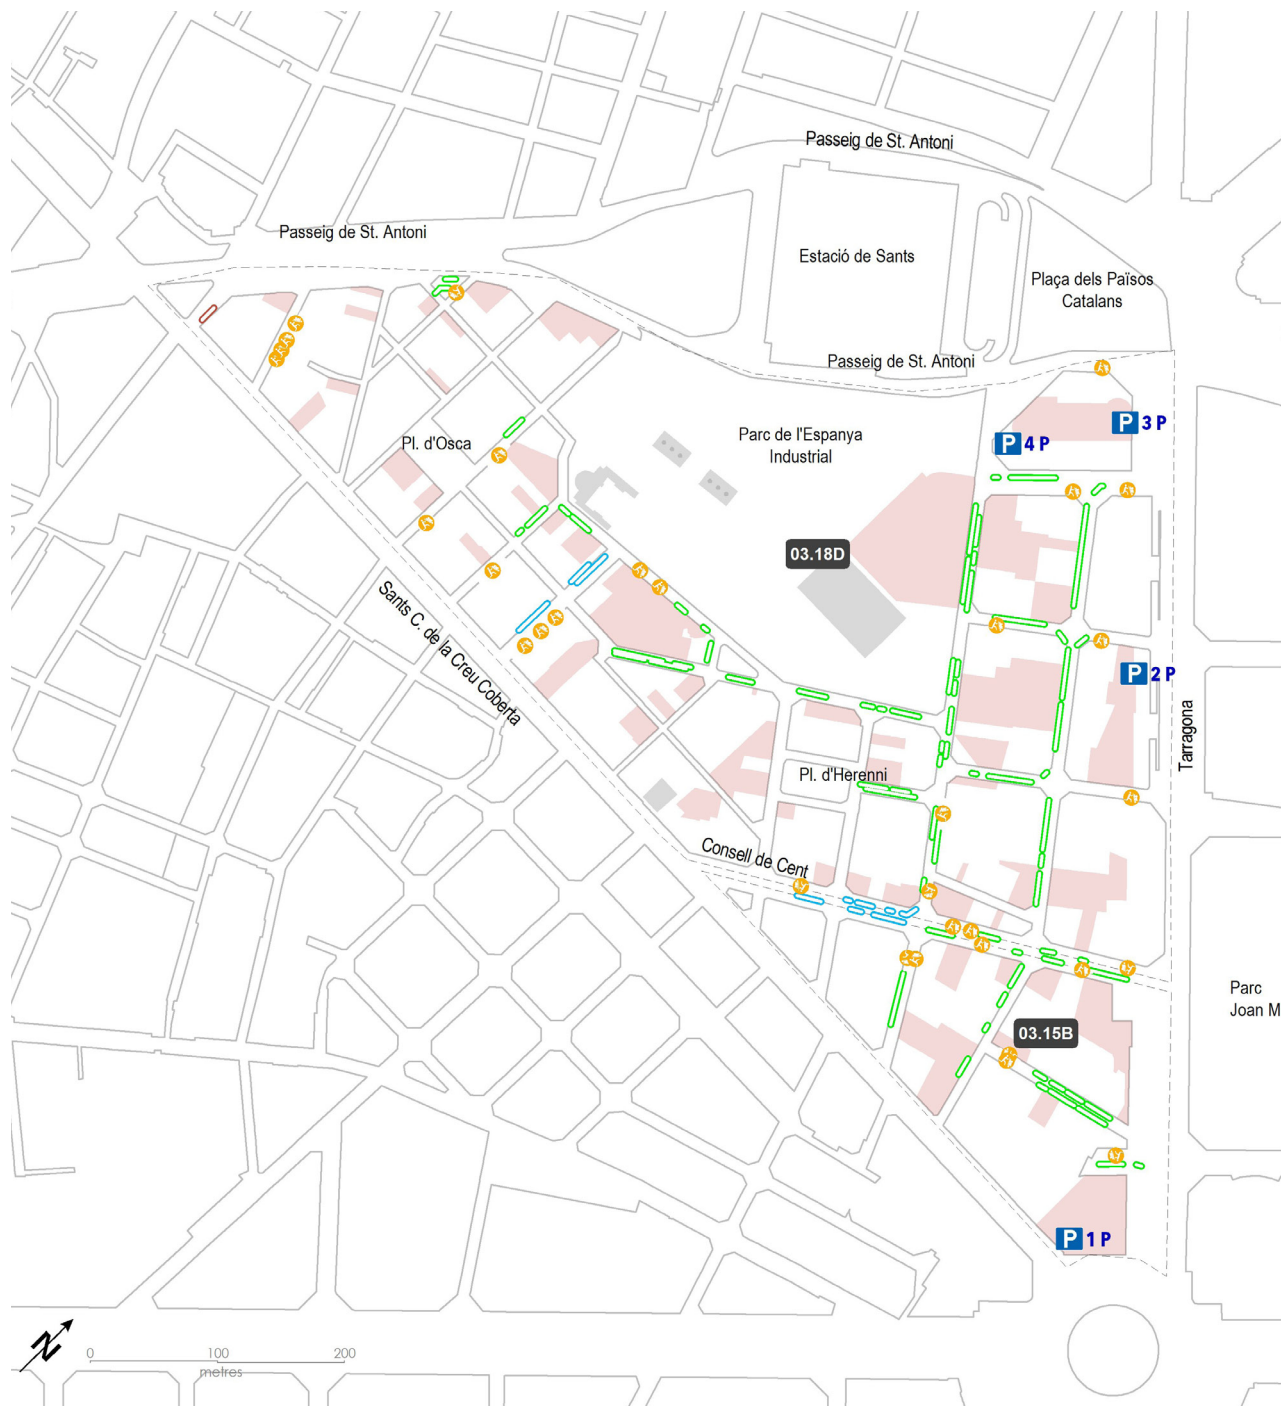 Passeig de St. Antoni
Passeig de St. Antoni
Estació de Sants
Plaça dels Països
Catalans
Passeig de St. Antoni
P 3 P
P 4 P
Parc de l'Espanya
Industrial
Pl. d'Osca
03.18D
Sants C. de la Creu Coberta
P 2 P
Tarragona
Pl. d'Herenni
Consell de Cent
Parc
Joan M
03.15B
P 1 P
N
0 100 200
metres